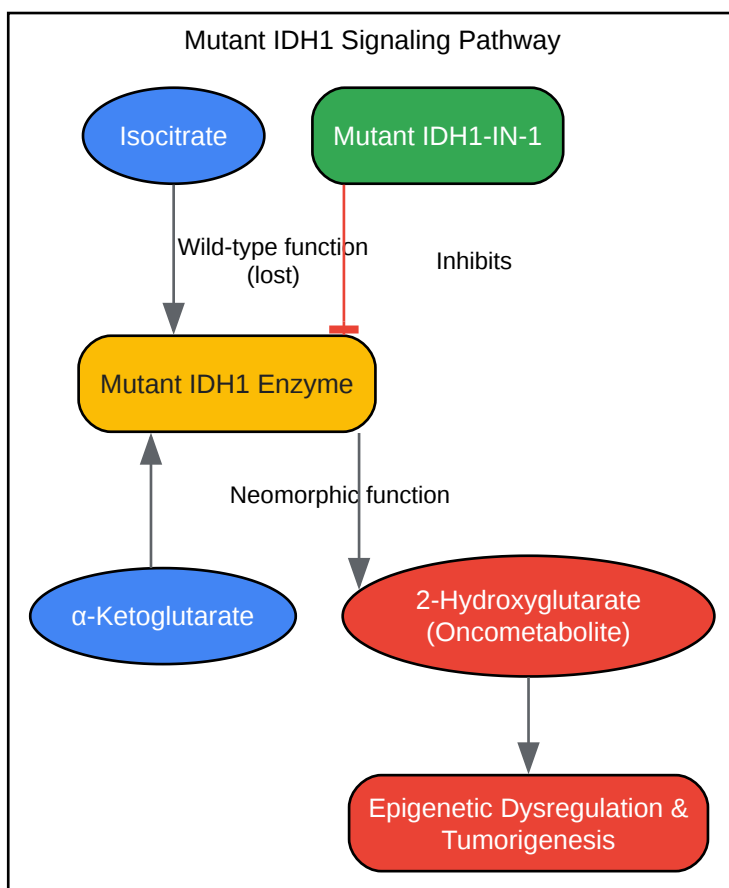 Mutant IDH1 Signaling Pathway
Isocitrate
Mutant IDH1-IN-1
Wild-type function
(lost)
Inhibits
Mutant IDH1 Enzyme
Neomorphic function
α-Ketoglutarate
2-Hydroxyglutarate
(Oncometabolite)
Epigenetic Dysregulation &
Tumorigenesis